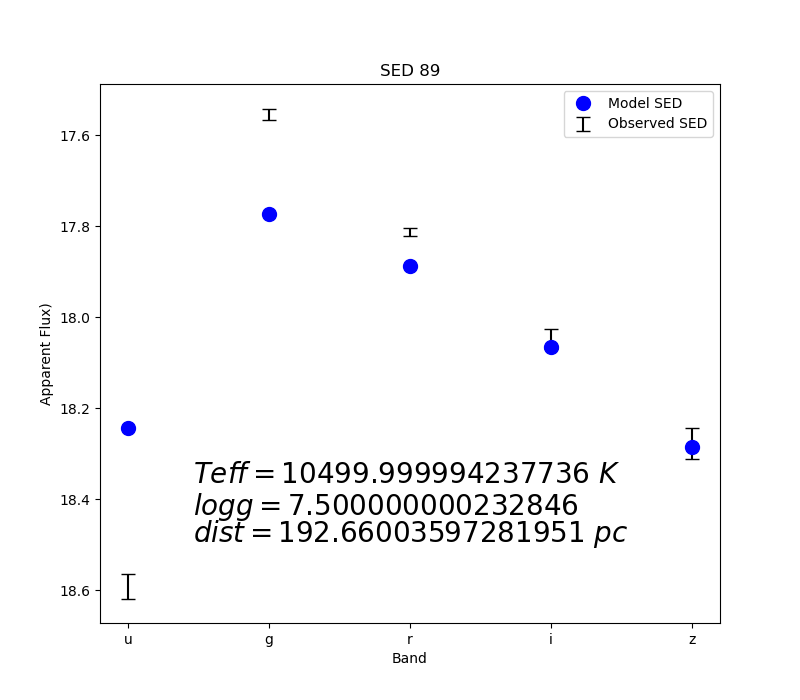 SED 89
Model SED
Observed SED
17.6
17.8
18.0
18.2
18.4
18.6
Apparent Flux)
Teff = 10499.999994237736 K
logg = 7.500000000232846
dist = 192.66003597281951 pc
u g r i z
Band